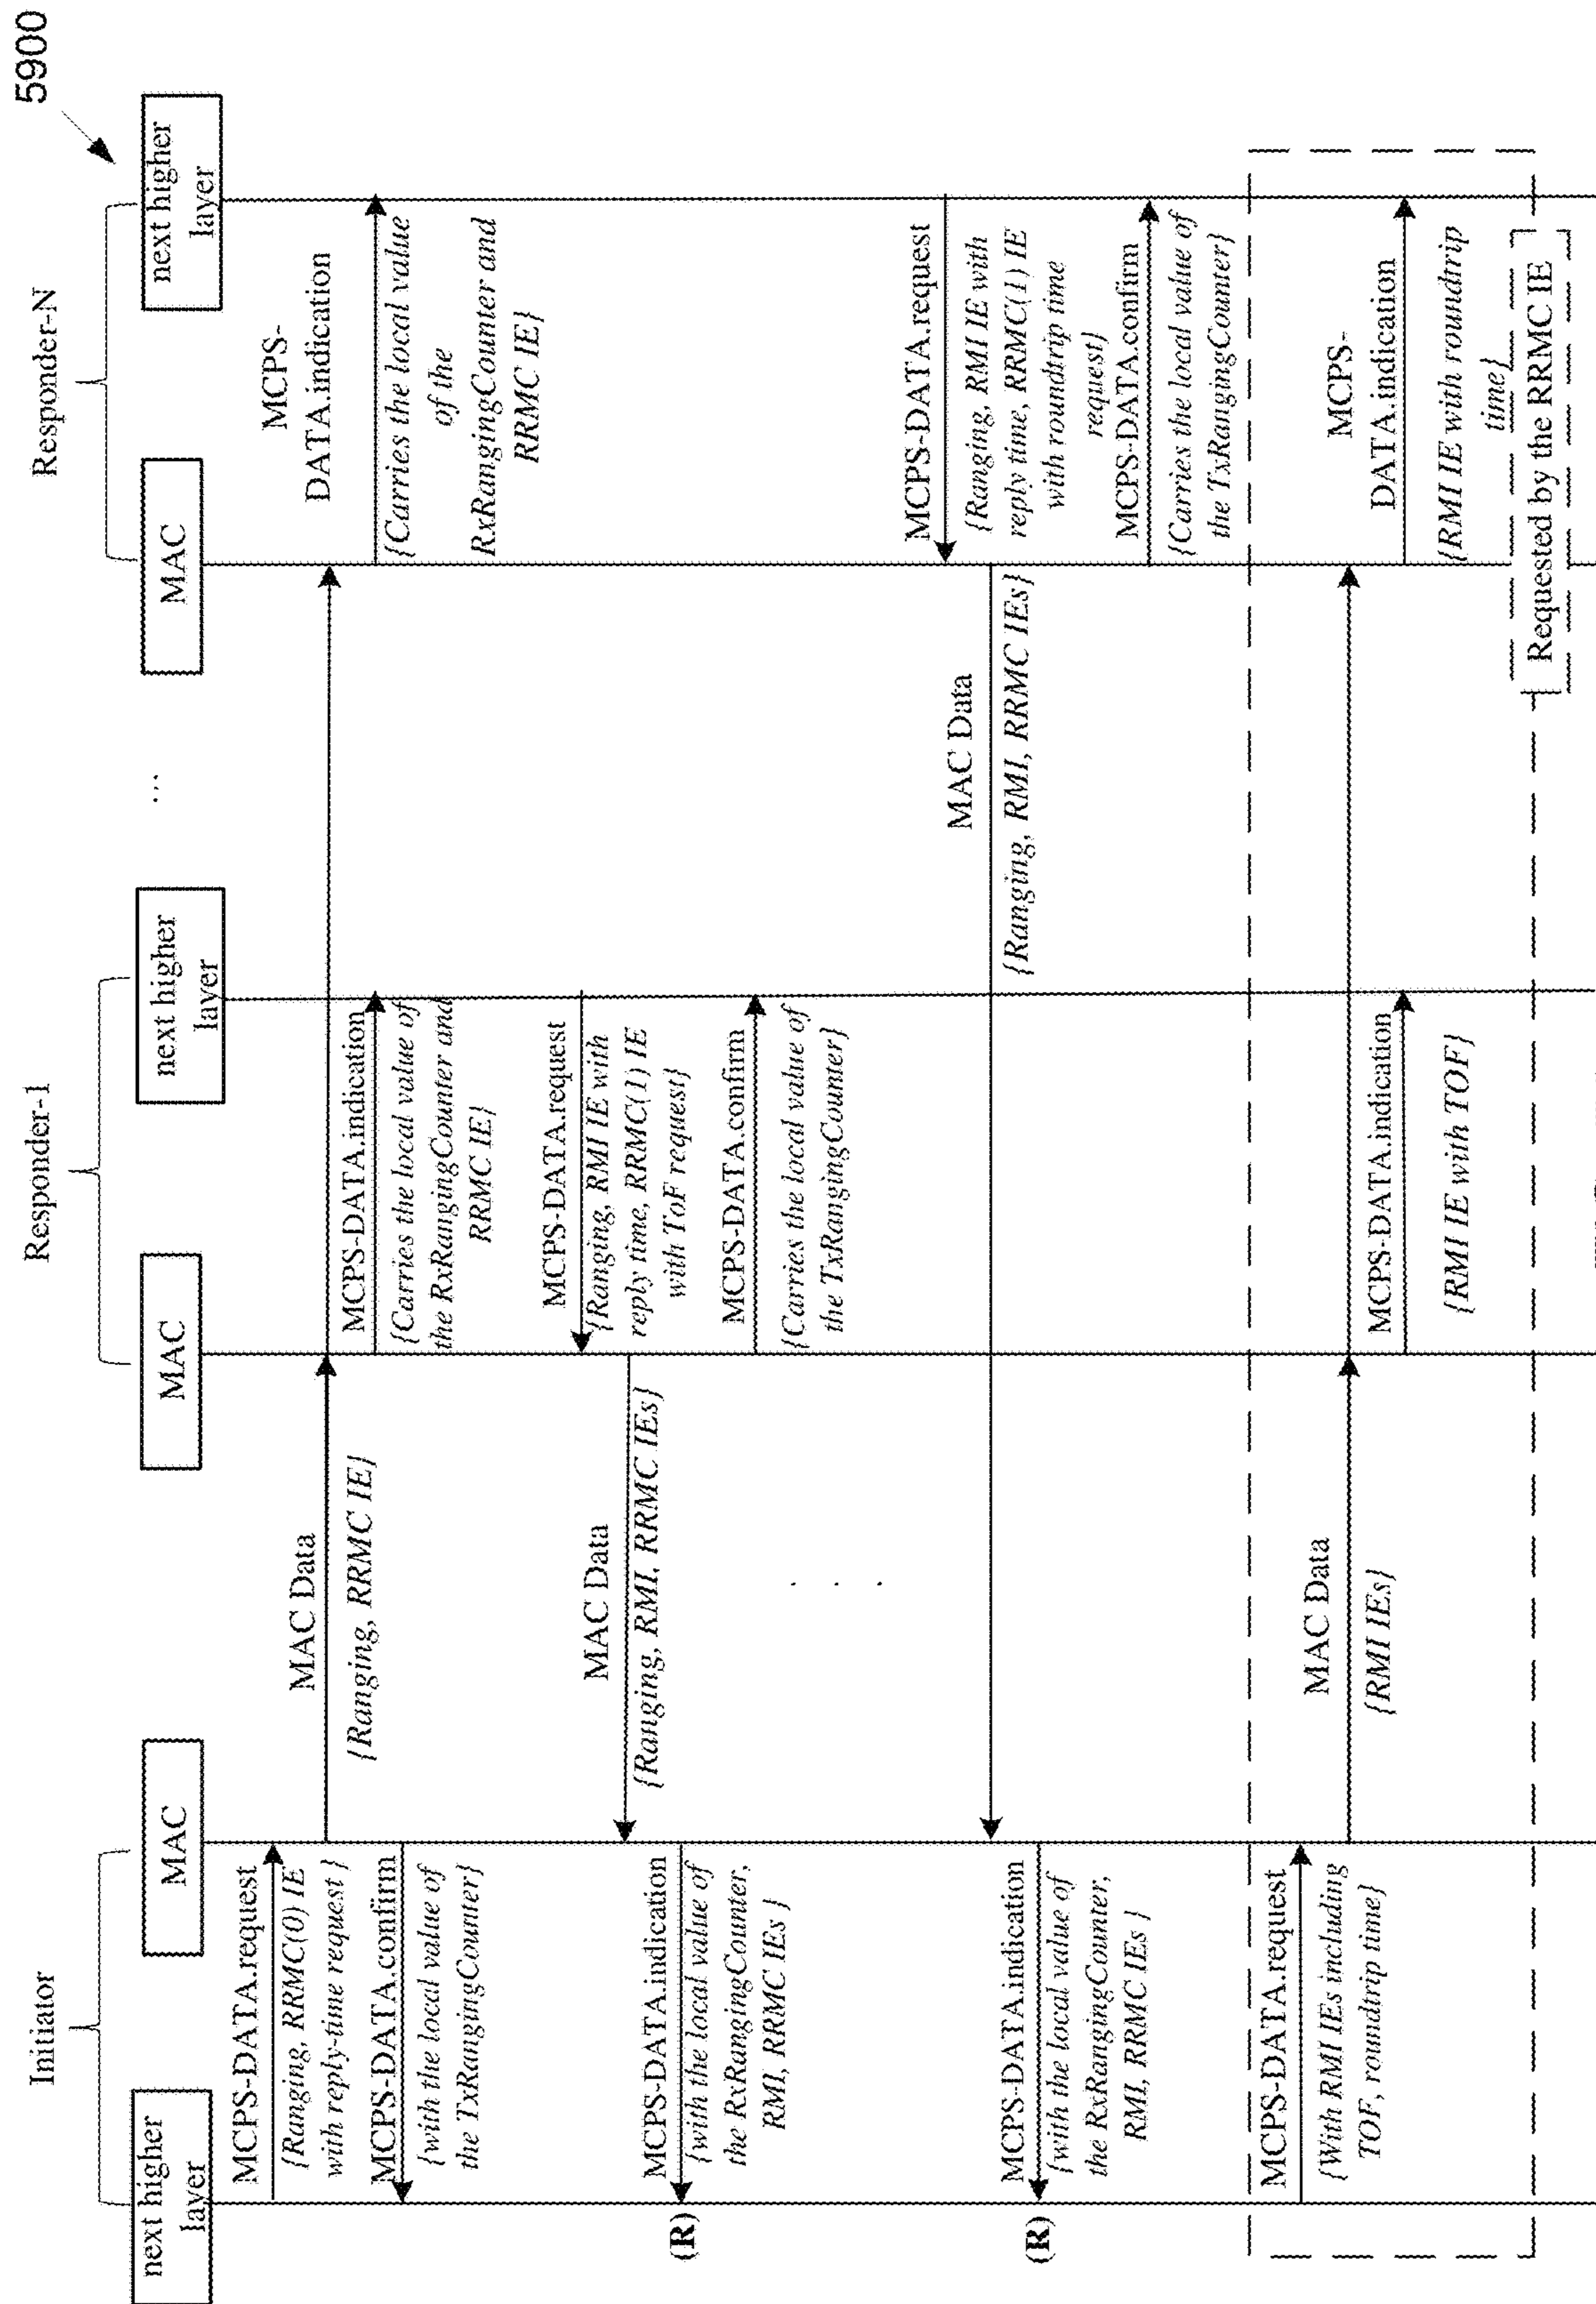 5900
Initiator
Responder-1
Responder-N
next higher
layer
MAC
MAC
next higher
layer
...
MAC
next higher
layer
MCPS-DATA.request
{Ranging, RRMC(0) IE
with reply-time request }
MAC Data
{Ranging, RRMC IE}
MCPS-DATA.confirm
{with the local value of
the TxRangingCounter}
MCPS-DATA.indication
{Carries the local value of
the RxRangingCounter and
RRMC IE}
MCPS-
DATA.indication
{Carries the local value
of the
RxRangingCounter and
RRMC IE}
MCPS-DATA.request
{Ranging, RMI IE with
reply time, RRMC(1) IE
with ToF request}
MAC Data
{Ranging, RMI, RRMC IEs}
MCPS-DATA.confirm
{Carries the local value of
the TxRangingCounter}
MCPS-DATA.indication
{with the local value of
the RxRangingCounter,
RMI, RRMC IEs }
(R)
. . .
MCPS-DATA.request
{Ranging, RMI IE with
reply time, RRMC(1) IE
with roundtrip time
request}
MAC Data
{Ranging, RMI, RRMC IEs}
MCPS-DATA.confirm
{Carries the local value of
the TxRangingCounter}
MCPS-DATA.indication
{with the local value of
the RxRangingCounter,
RMI, RRMC IEs }
(R)
MCPS-DATA.request
{With RMI IEs including
TOF, roundtrip time}
MAC Data
{RMI IEs}
MCPS-DATA.indication
{RMI IE with TOF}
MCPS-
DATA.indication
{RMI IE with roundtrip
time}
Requested by the RRMC IE